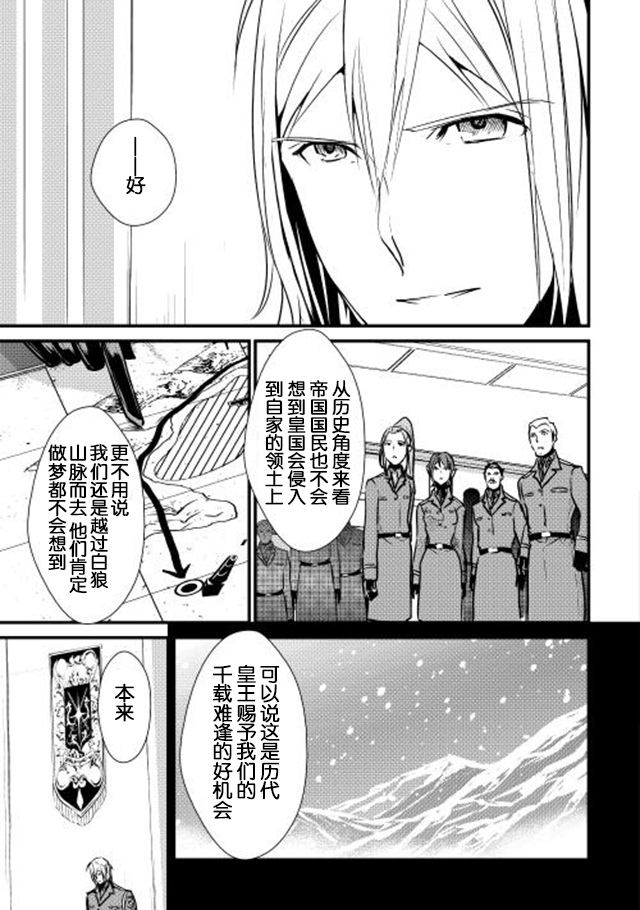 ——好
从历史角度来看
帝国国民也不会
想到皇国会侵入
到自家的领土上
更不用说
我们还是越过白狼
山脉而去他们肯定
做梦都不会想到
可以说这是历代
皇王赐予我们的
千载难逢的好机会
本来